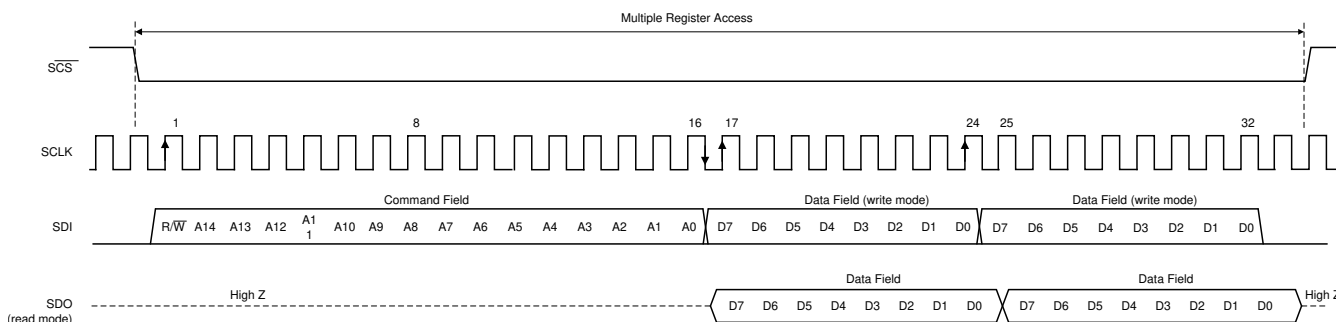 Multiple Register Access
SCS
1
8
16
17
24
25
32
SCLK
Command Field
Data Field (write mode)
Data Field (write mode)
SDI
R/W A14 A13 A12 A1 A10 A9 A8 A7 A6 A5 A4 A3 A2 A1 A0 D7 D6 D5 D4 D3 D2 D1 D0 D7 D6 D5 D4 D3 D2 D1 D0
1
Data Field
Data Field
High Z
High Z
SDO
D7 D6 D5 D4 D3 D2 D1 D0 D7 D6 D5 D4 D3 D2 D1 D0
(read mode)